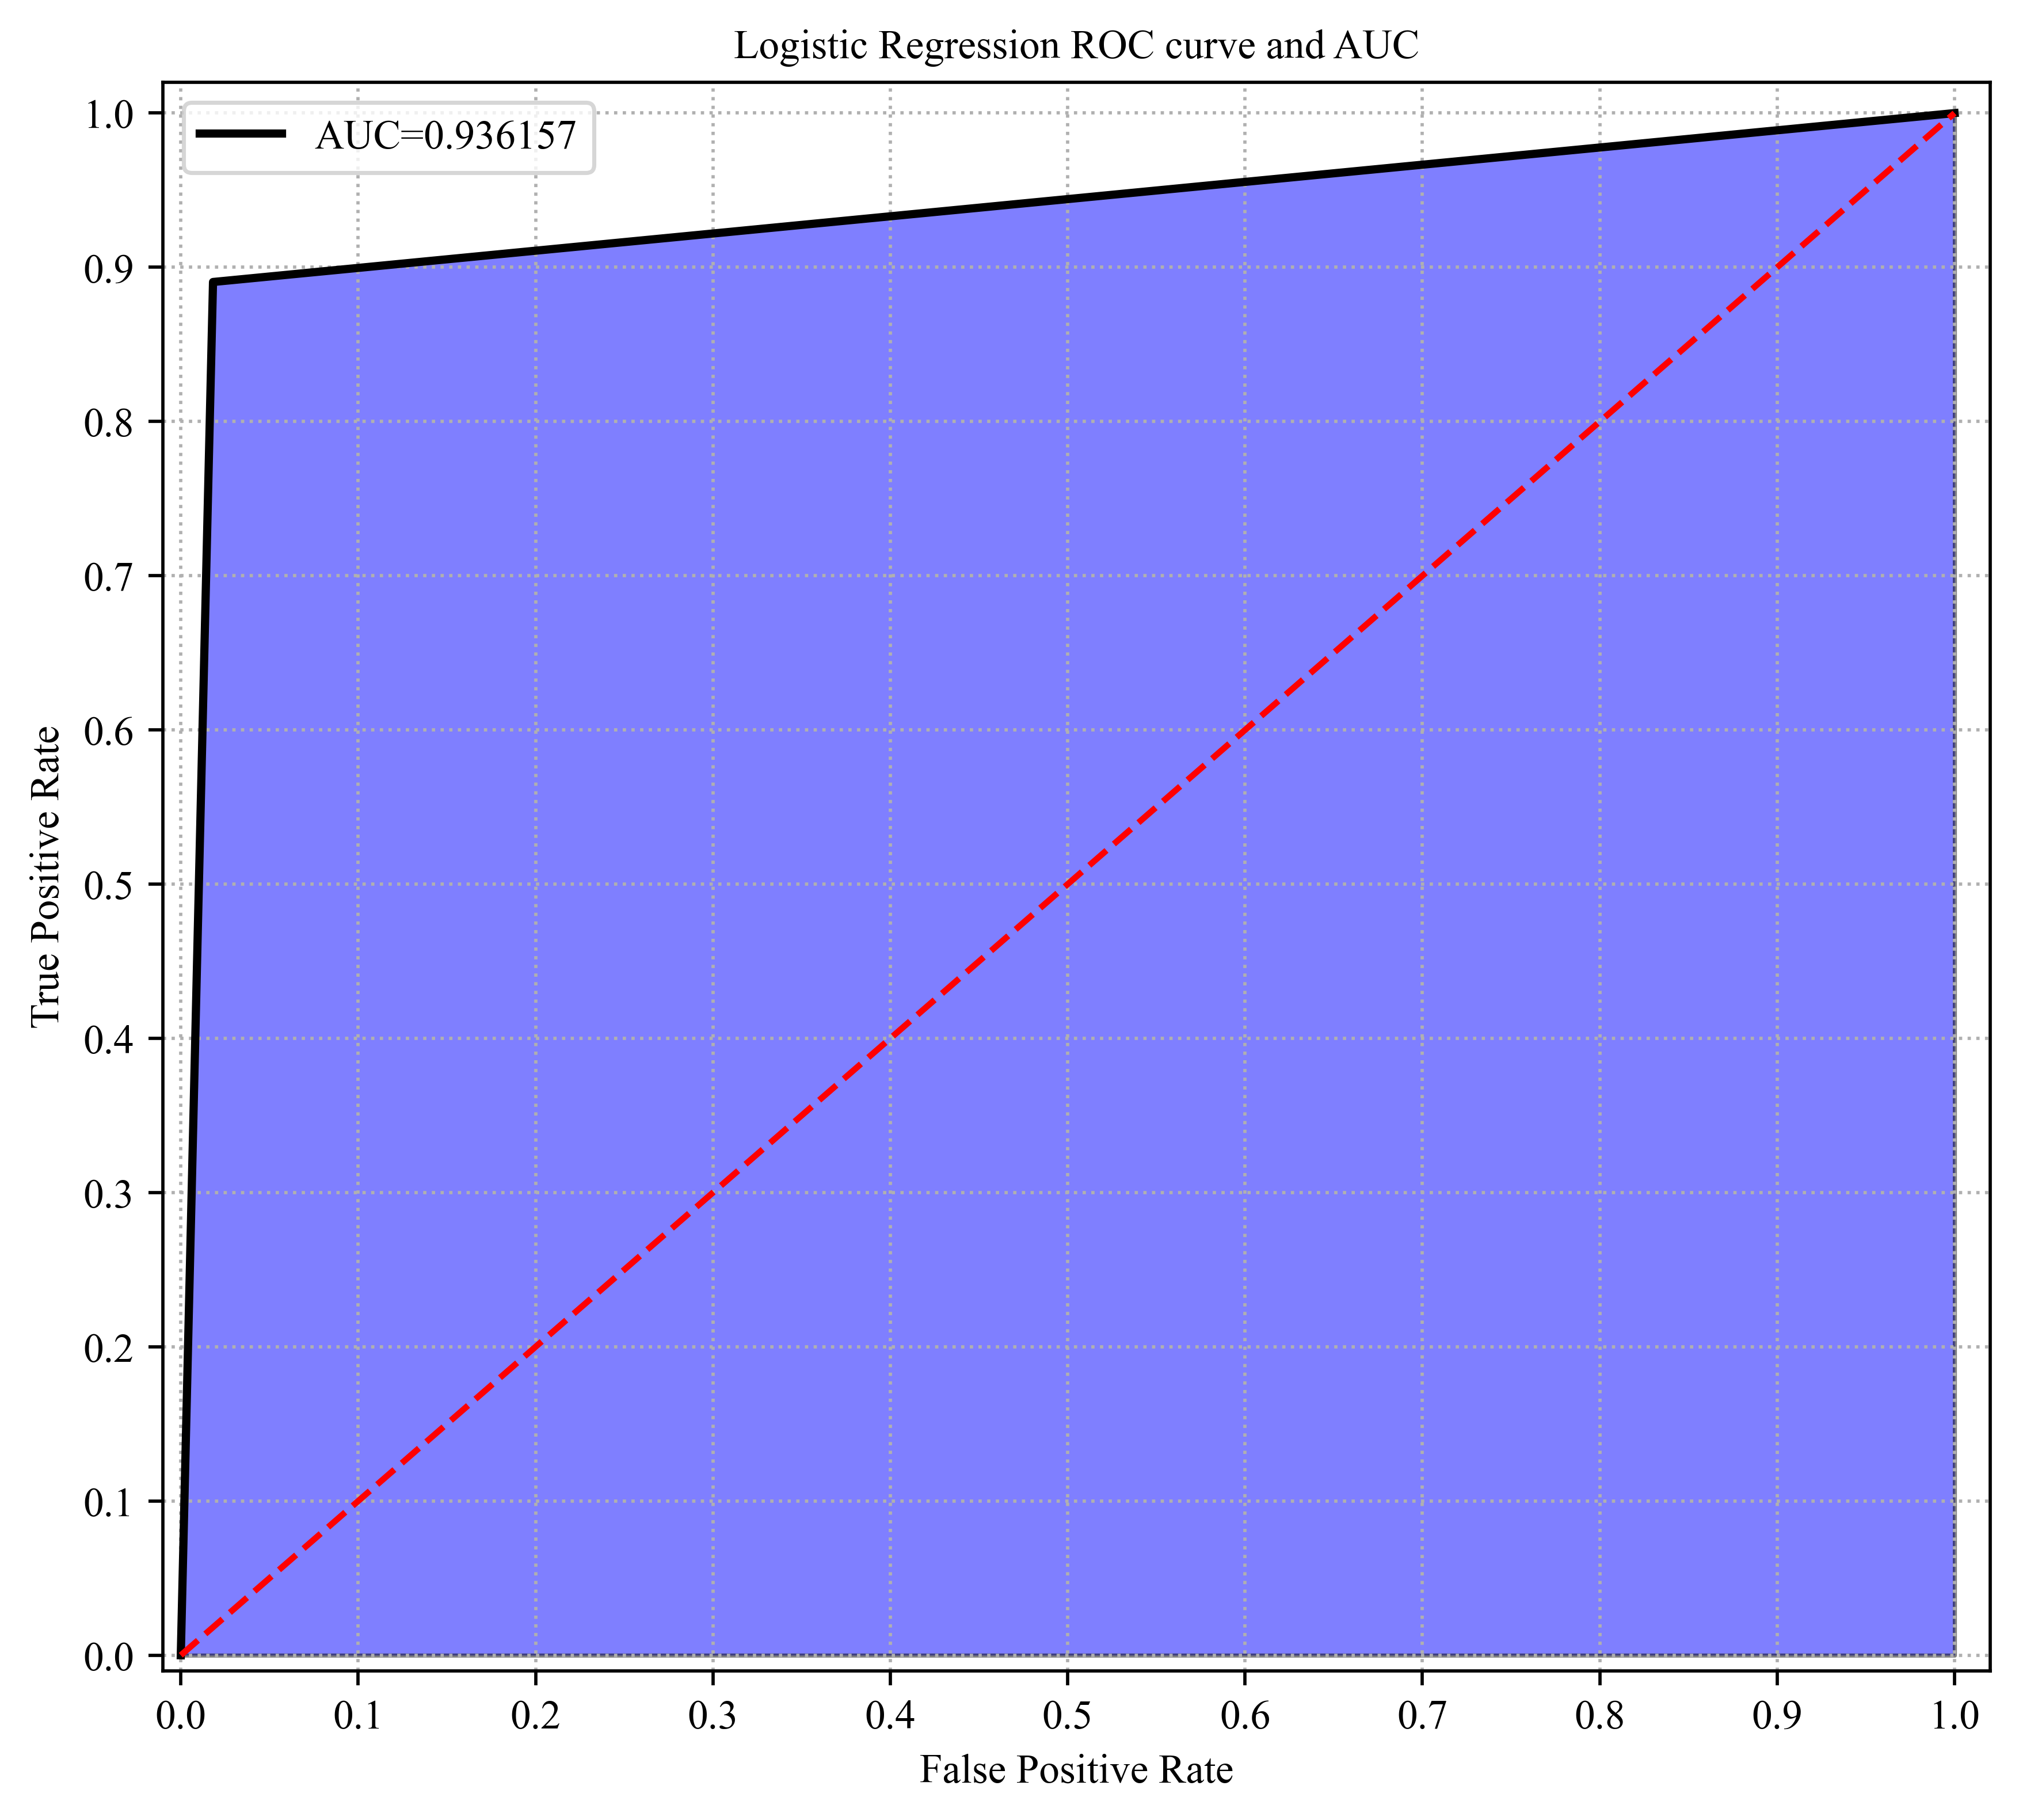 Logistic Regression ROC curve and AUC
AUC=0.936157
True Positive Rate
1.0
0.9
0.8
0.7
0.6
0.5
0.4
0.3
0.2
0.1
0.0
0.0 0.1 0.2 0.3 0.4 0.5 0.6 0.7 0.8 0.9 1.0
False Positive Rate